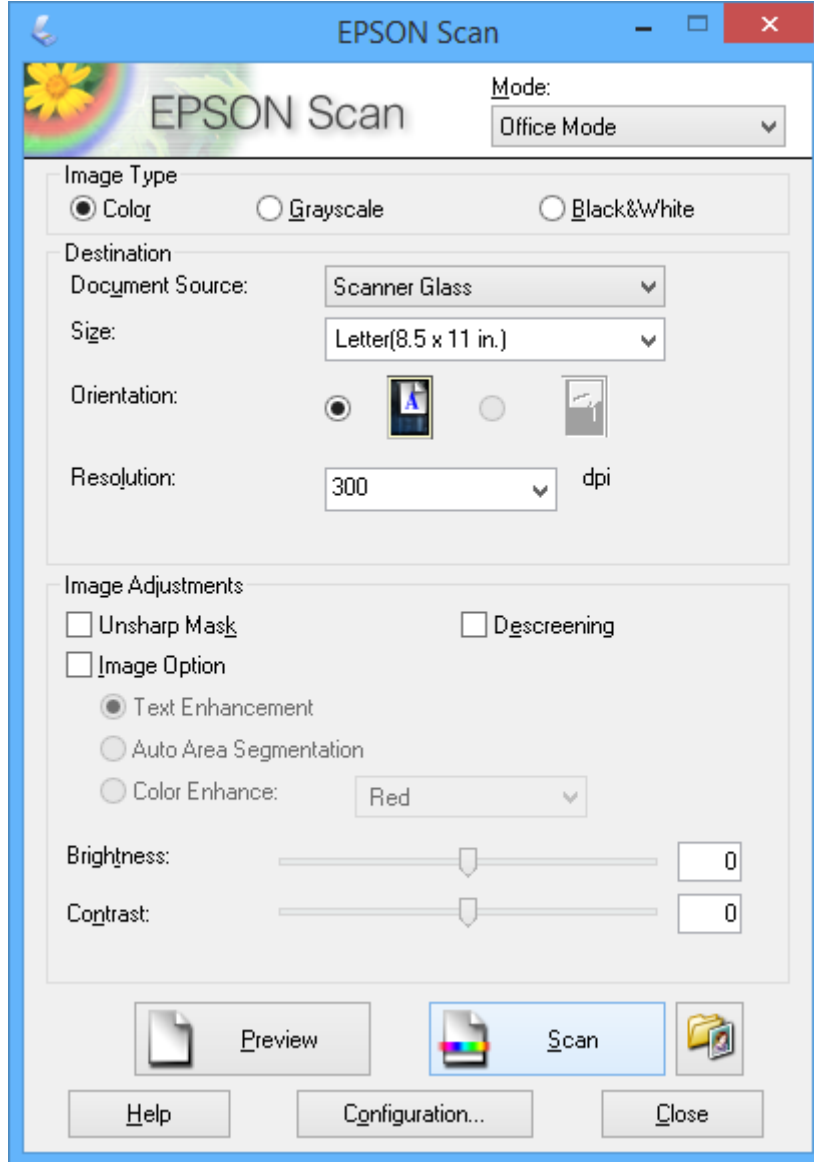 EPSON Scan
EPSON Scan
Mode:
Office Mode
Image Type
Color Grayscale Black&White
Destination
Document Source: Scanner Glass
Size: Letter(8.5 x 11 in.)
Orientation: A
Resolution: 300 dpi
Image Adjustments
Unsharp Mask Descreening
Image Option
Text Enhancement
Auto Area Segmentation
Color Enhance: Red
Brightness: 0
Contrast: 0
Preview Scan
Help Configuration... Close